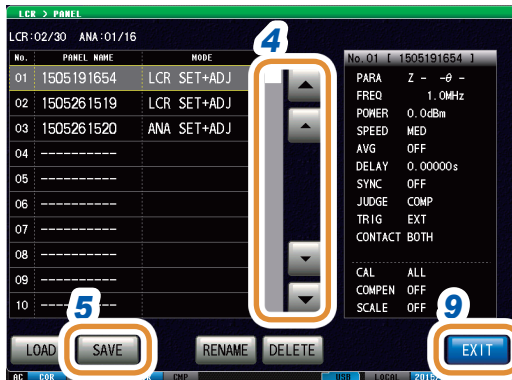 LCR > PANEL
LCR:02/30 ANA:01/16
4
No. PANEL NAME MODE
01 1505191654 LCR SET+ADJ
02 1505261519 LCR SET+ADJ
03 1505261520 ANA SET+ADJ
04 ----------
05 ----------
06 ----------
07 ----------
08 ----------
09 ----------
10 ----------
No. 01 [ 1505191654 ]
PARA Z - -θ -
FREQ 1.0MHz
POWER 0.0dBm
SPEED MED
AVG OFF
DELAY 0.00000s
SYNC OFF
JUDGE COMP
TRIG EXT
CONTACT BOTH
CAL ALL
COMPEN OFF
SCALE OFF
5
9
LOAD SAVE RENAME DELETE EXIT
AC COR CMP USB LOCAL